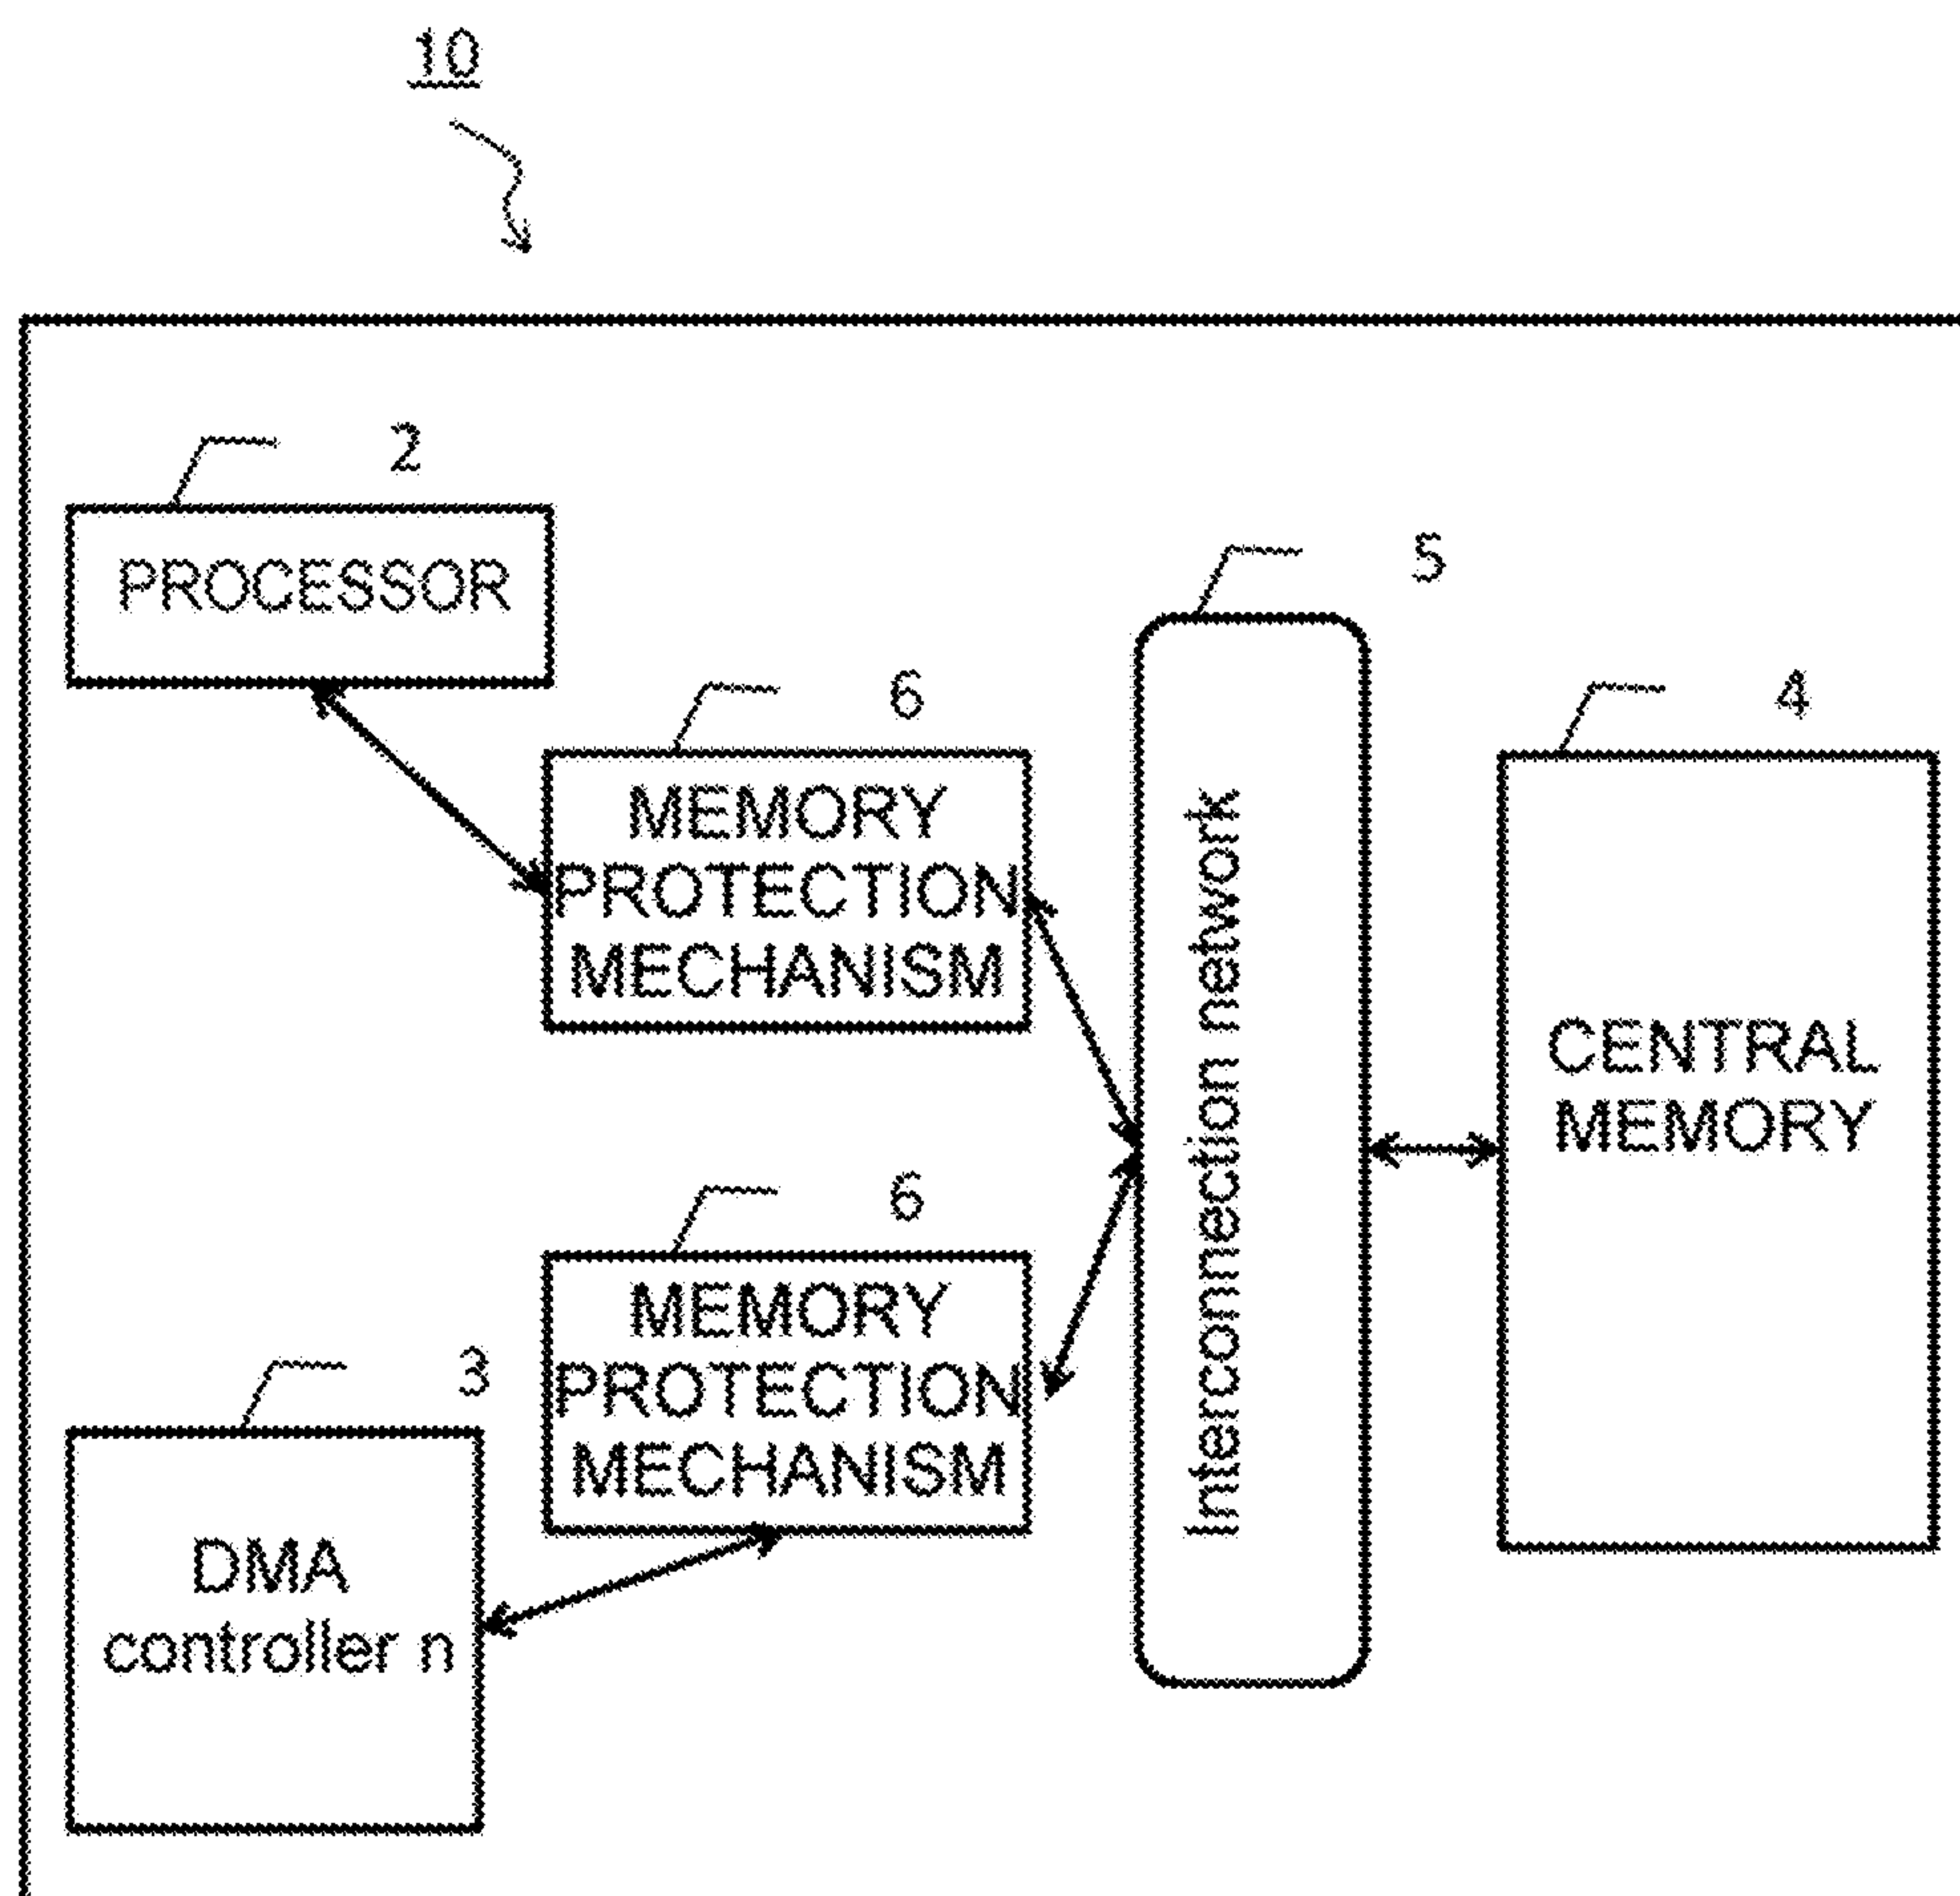 10
2
PROCESSOR
5
6
4
MEMORY
PROTECTION
MECHANISM
Interconnection network
CENTRAL
MEMORY
6
MEMORY
PROTECTION
MECHANISM
3
DMA
controller n